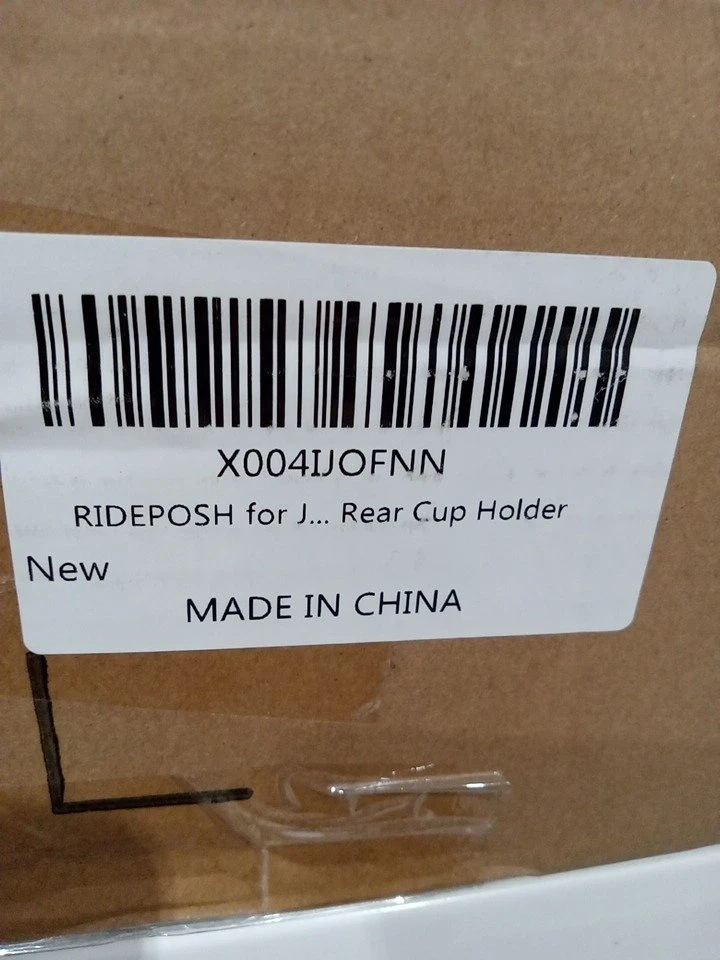 X004IJOFNN
RIDEPOSH for J... Rear Cup Holder
New
MADE IN CHINA